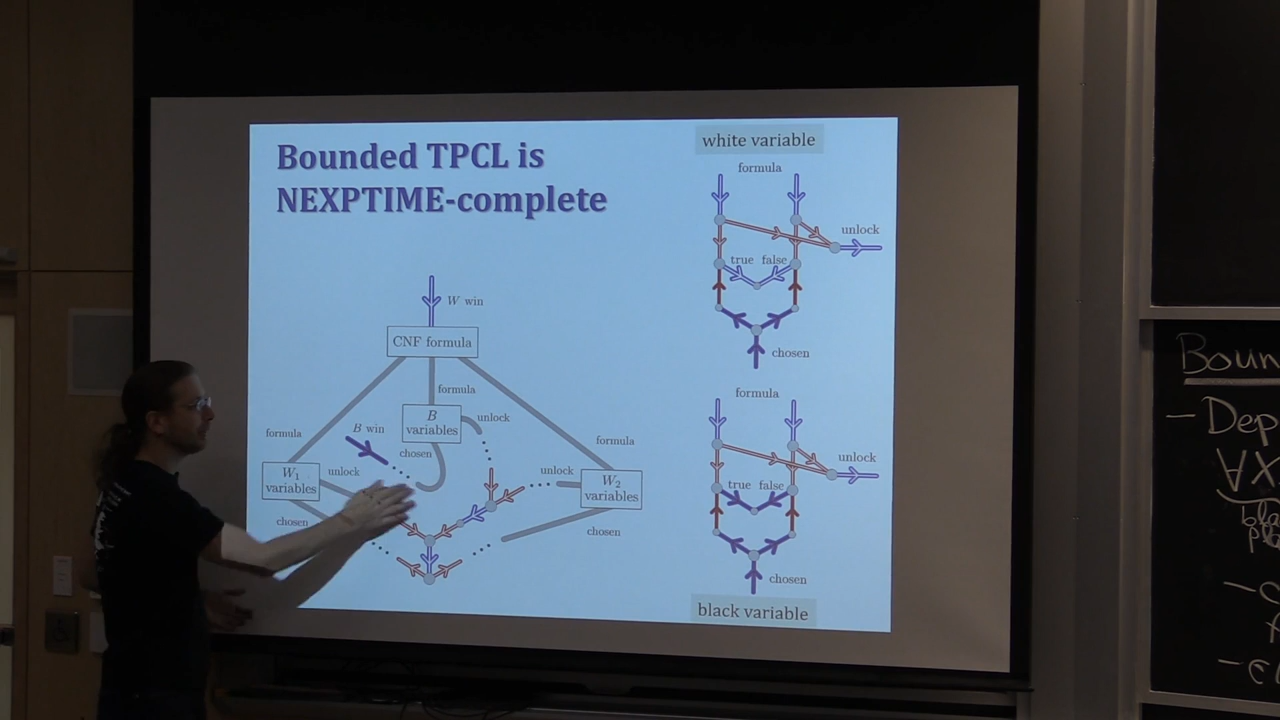 Bounded TPCL is
NEXPTIME-complete
W win
CNF formula
formula
B
variables
unlock
B win
chosen
formula
W1
variables
unlock
chosen
formula
unlock
W2
variables
chosen
white variable
formula
unlock
true false
chosen
formula
unlock
true false
chosen
black variable
Boun
- Dep
∀X